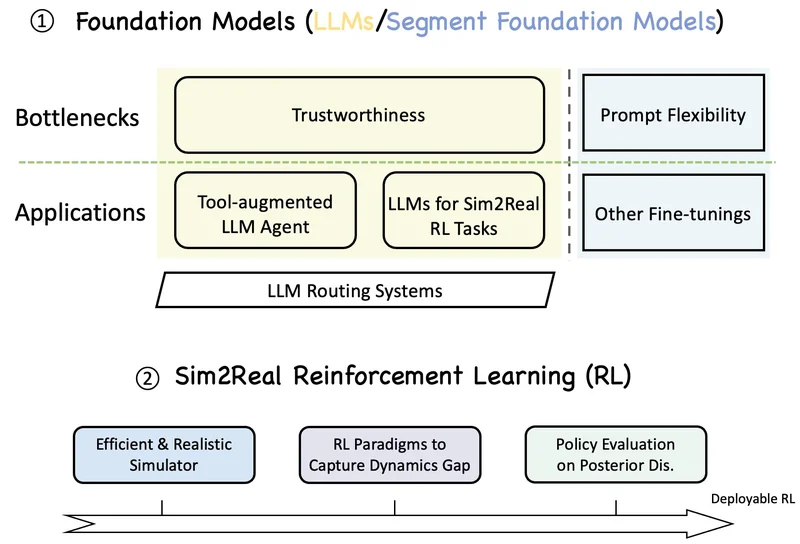 ① Foundation Models (LLMs/Segment Foundation Models)
Bottlenecks
Trustworthiness
Prompt Flexibility
Applications
Tool-augmented
LLM Agent
LLMs for Sim2Real
RL Tasks
Other Fine-tunings
LLM Routing Systems
② Sim2Real Reinforcement Learning (RL)
Efficient & Realistic
Simulator
RL Paradigms to
Capture Dynamics Gap
Policy Evaluation
on Posterior Dis.
Deployable RL